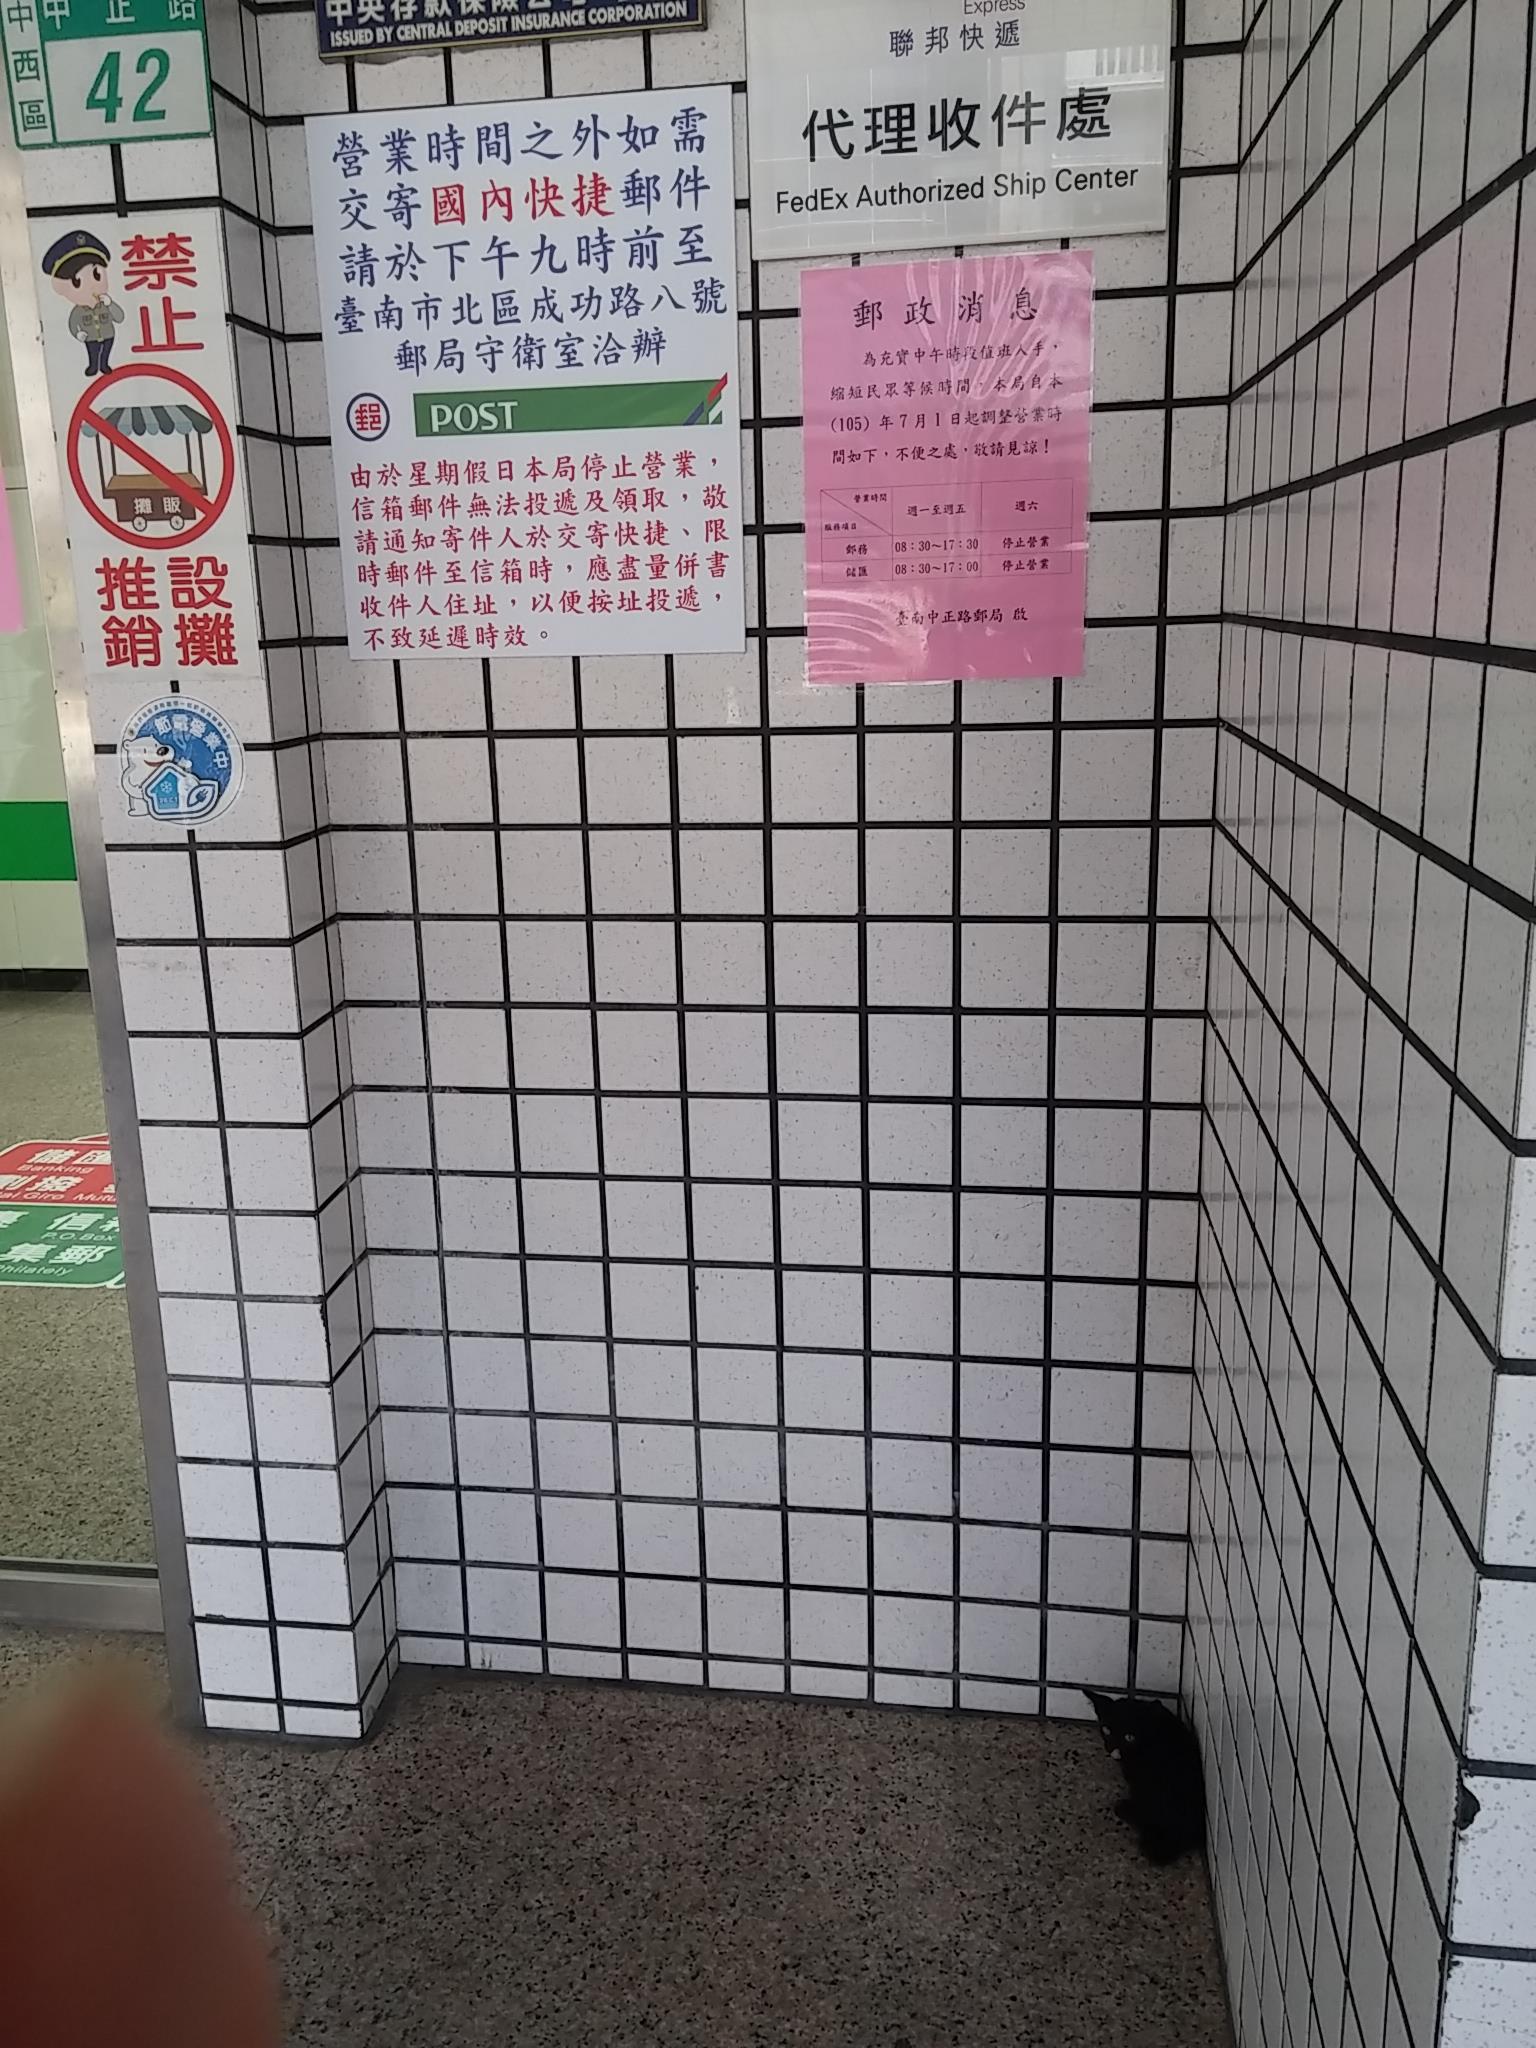 中正路
中西區
42
中央存款保險公司
ISSUED BY CENTRAL DEPOSIT INSURANCE CORPORATION
Express
聯邦快遞
代理收件處
FedEx Authorized Ship Center
營業時間之外如需
交寄國內快捷郵件
請於下午九時前至
臺南市北區成功路八號
郵局守衛室洽辦
郵
POST
由於星期假日本局停止營業，
信箱郵件無法投遞及領取，敬
請通知寄件人於交寄快捷、限
時郵件至信箱時，應盡量併書
收件人住址，以便按址投遞，
不致延遲時效。
郵政消息
為充實中午時段值班人手，
縮短民眾等候時間，本局自本
(105) 年7月1日起調整營業時
間如下，不便之處，敬請見諒！
營業時間
服務項目
週一至週五
週六
郵務 08：30～17：30 停止營業
儲匯 08：30～17：00 停止營業
臺南中正路郵局 啟
禁止
攤販
設攤
推銷
節電營業中
儲匯
Banking
信
P.O.Box
集郵
Philately